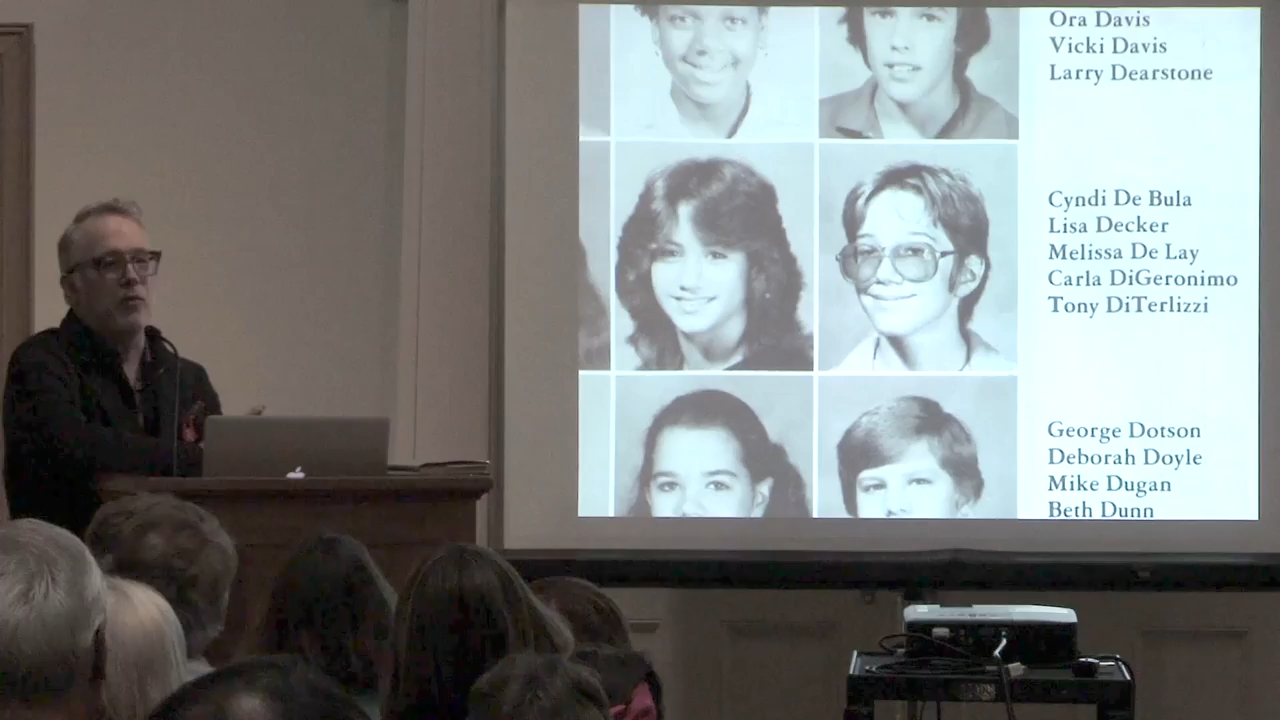 Ora Davis
Vicki Davis
Larry Dearstone
Cyndi De Bula
Lisa Decker
Melissa De Lay
Carla DiGeronimo
Tony DiTerlizzi
George Dotson
Deborah Doyle
Mike Dugan
Beth Dunn